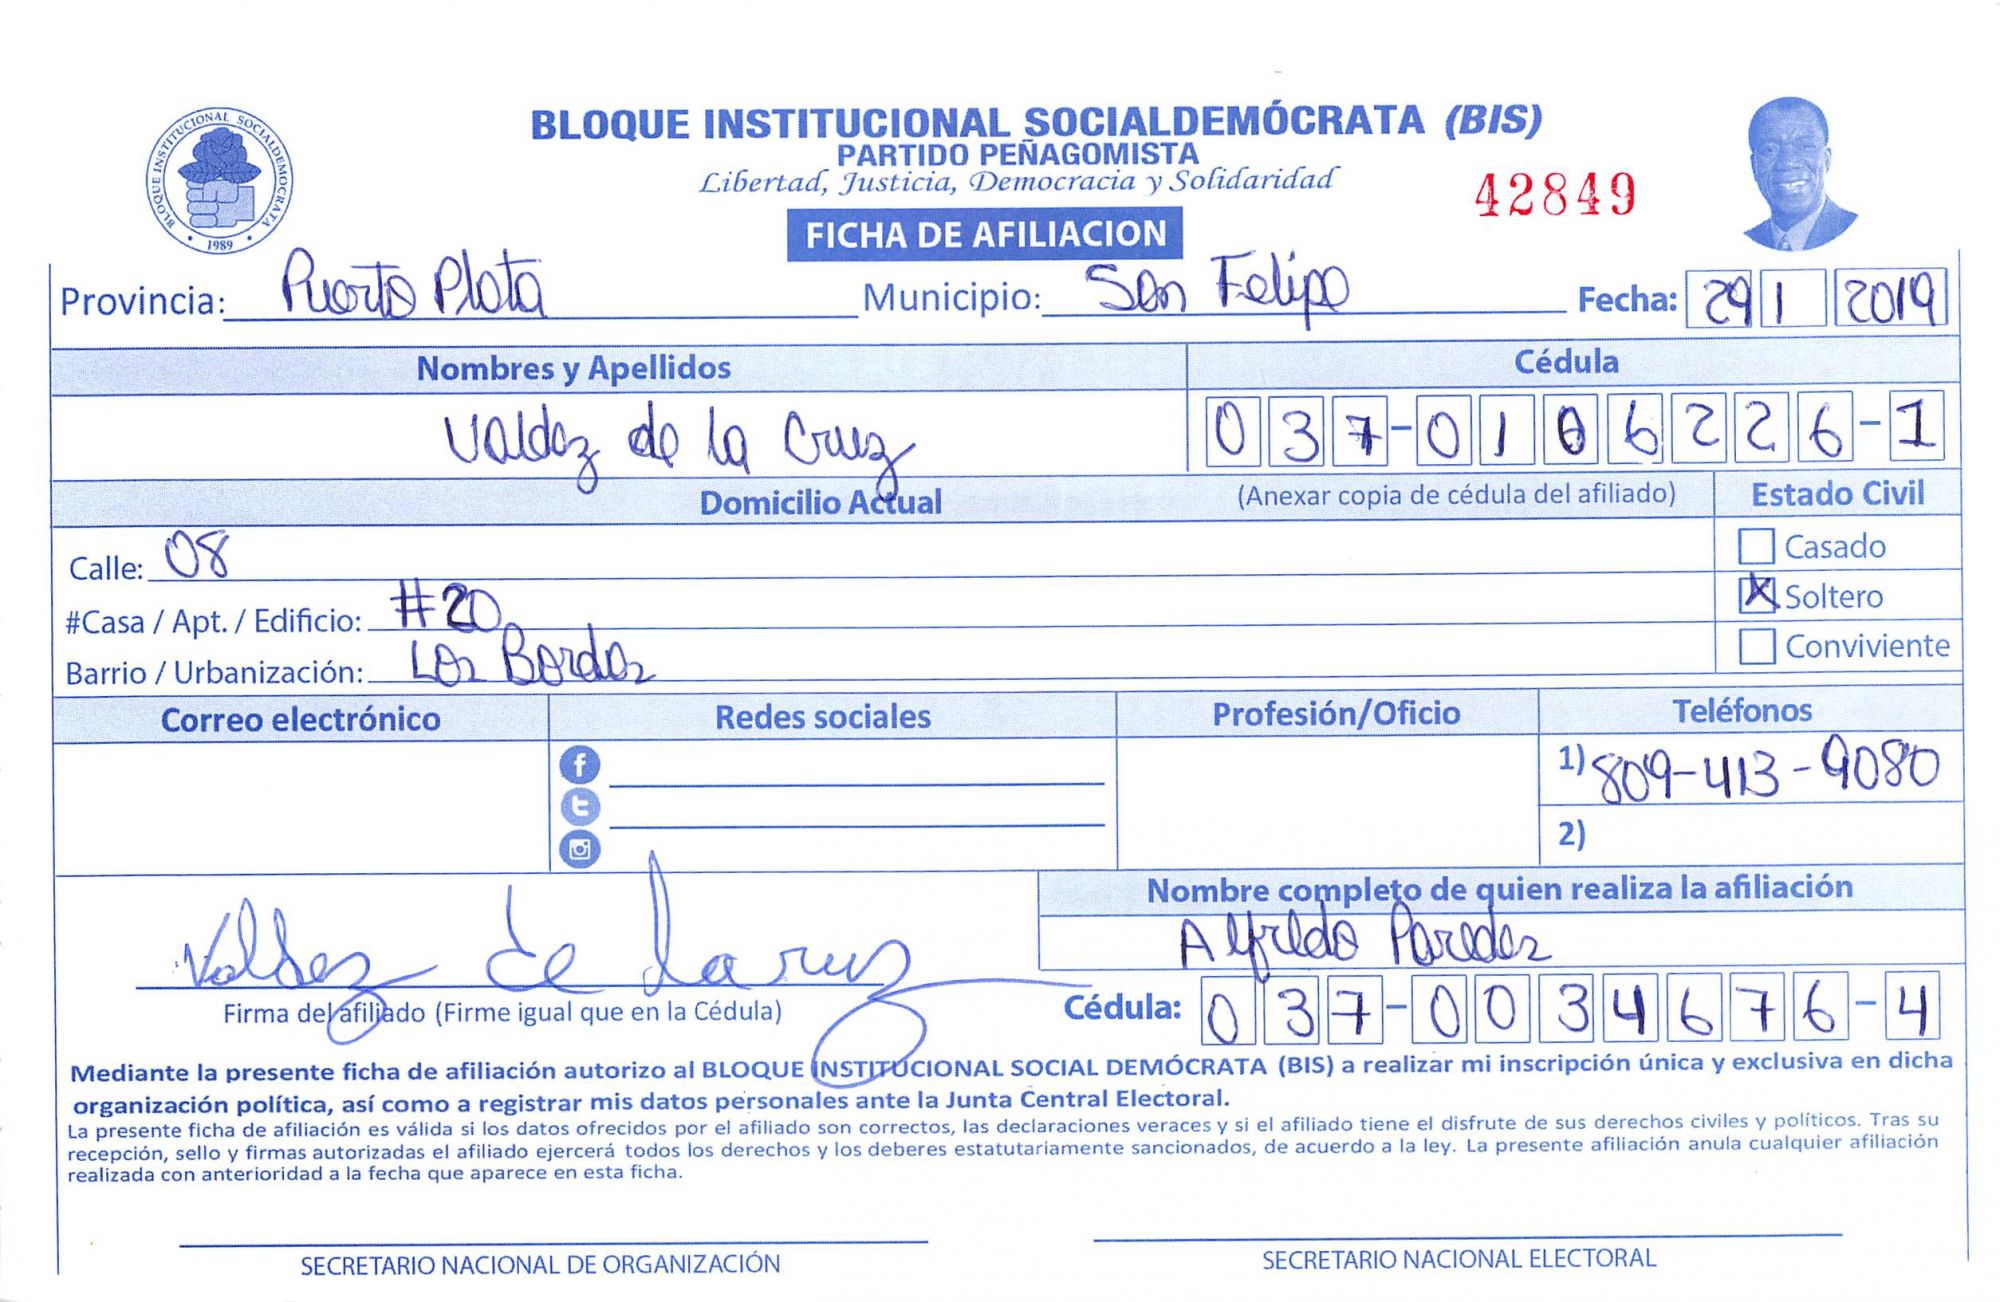 BLOQUE INSTITUCIONAL SOCIALDEMOCRATA
1989
BLOQUE INSTITUCIONAL SOCIALDEMÓCRATA (BIS)
PARTIDO PEÑAGOMISTA
Libertad, Justicia, Democracia y Solidaridad
42849
FICHA DE AFILIACION
Provincia: Puerto Plata Municipio: San Felipe Fecha: 29 1 2019
Nombres y Apellidos Cédula
Valdez de la Cruz 037-0106226-1
Domicilio Actual (Anexar copia de cédula del afiliado) Estado Civil
Calle: 08 Casado
#Casa / Apt. / Edificio: #20 X Soltero
Barrio / Urbanización: Los Bordas Conviviente
Correo electrónico Redes sociales Profesión/Oficio Teléfonos
1) 809-413-9080
2)
Nombre completo de quien realiza la afiliación
Alfredo Paredes
Valdez de la cruz
Firma del afiliado (Firme igual que en la Cédula) Cédula: 037-0034676-4
Mediante la presente ficha de afiliación autorizo al BLOQUE INSTITUCIONAL SOCIAL DEMÓCRATA (BIS) a realizar mi inscripción única y exclusiva en dicha
organización política, así como a registrar mis datos personales ante la Junta Central Electoral.
La presente ficha de afiliación es válida si los datos ofrecidos por el afiliado son correctos, las declaraciones veraces y si el afiliado tiene el disfrute de sus derechos civiles y políticos. Tras su
recepción, sello y firmas autorizadas el afiliado ejercerá todos los derechos y los deberes estatutariamente sancionados, de acuerdo a la ley. La presente afiliación anula cualquier afiliación
realizada con anterioridad a la fecha que aparece en esta ficha.
SECRETARIO NACIONAL DE ORGANIZACIÓN SECRETARIO NACIONAL ELECTORAL